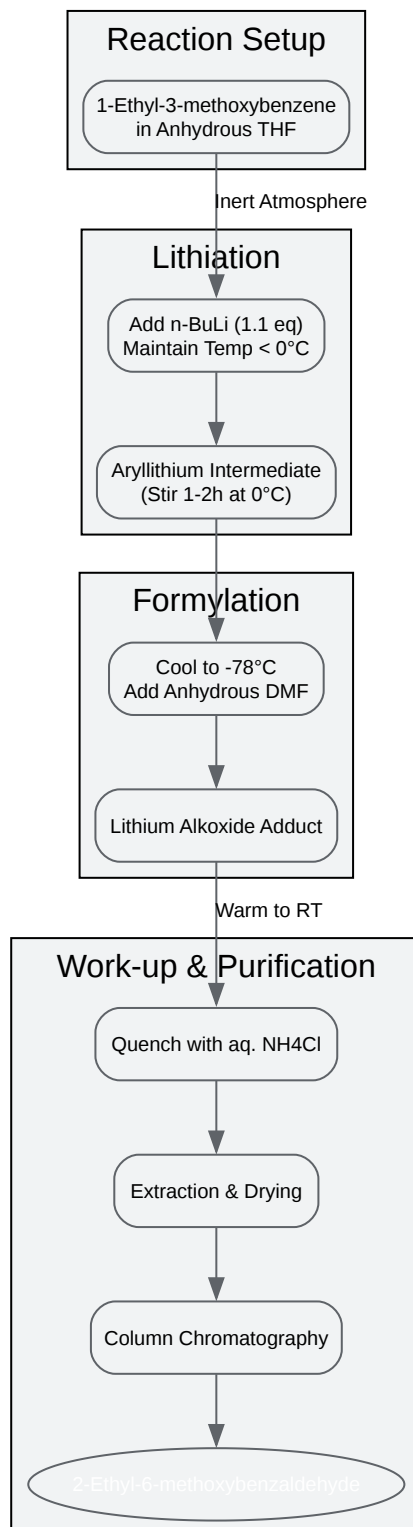 Reaction Setup
1-Ethyl-3-methoxybenzene
in Anhydrous THF
Inert Atmosphere
Lithiation
Add n-BuLi (1.1 eq)
Maintain Temp < 0°C
Aryllithium Intermediate
(Stir 1-2h at 0°C)
Formylation
Cool to -78°C
Add Anhydrous DMF
Lithium Alkoxide Adduct
Warm to RT
Work-up & Purification
Quench with aq. NH4Cl
Extraction & Drying
Column Chromatography
2-Ethyl-6-methoxybenzaldehyde